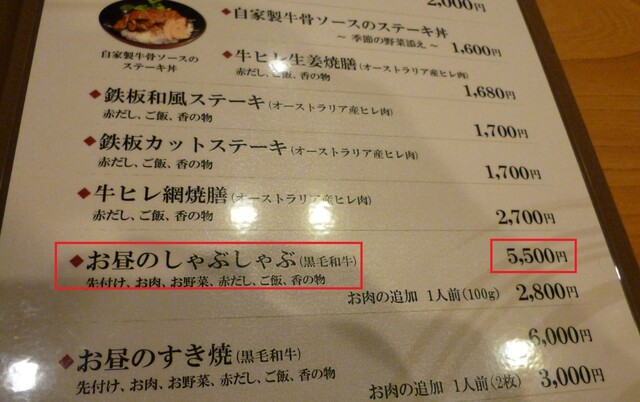 2,000円
◆自家製牛骨ソースのステーキ丼
～ 季節の野菜添え～ 1,600円
自家製牛骨ソースの
ステーキ丼
◆牛ヒレ生姜焼膳(オーストラリア産ヒレ肉)
赤だし、ご飯、香の物 1,680円
◆鉄板和風ステーキ(オーストラリア産ヒレ肉)
赤だし、ご飯、香の物 1,700円
◆鉄板カットステーキ(オーストラリア産ヒレ肉)
赤だし、ご飯、香の物 1,700円
◆牛ヒレ網焼膳(オーストラリア産ヒレ肉)
赤だし、ご飯、香の物 2,700円
◆お昼のしゃぶしゃぶ(黒毛和牛) 5,500円
先付け、お肉、お野菜、赤だし、ご飯、香の物
お肉の追加 1人前(100g) 2,800円
6,000円
◆お昼のすき焼(黒毛和牛)
先付け、お肉、お野菜、赤だし、ご飯、香の物
お肉の追加 1人前(2枚) 3,000円